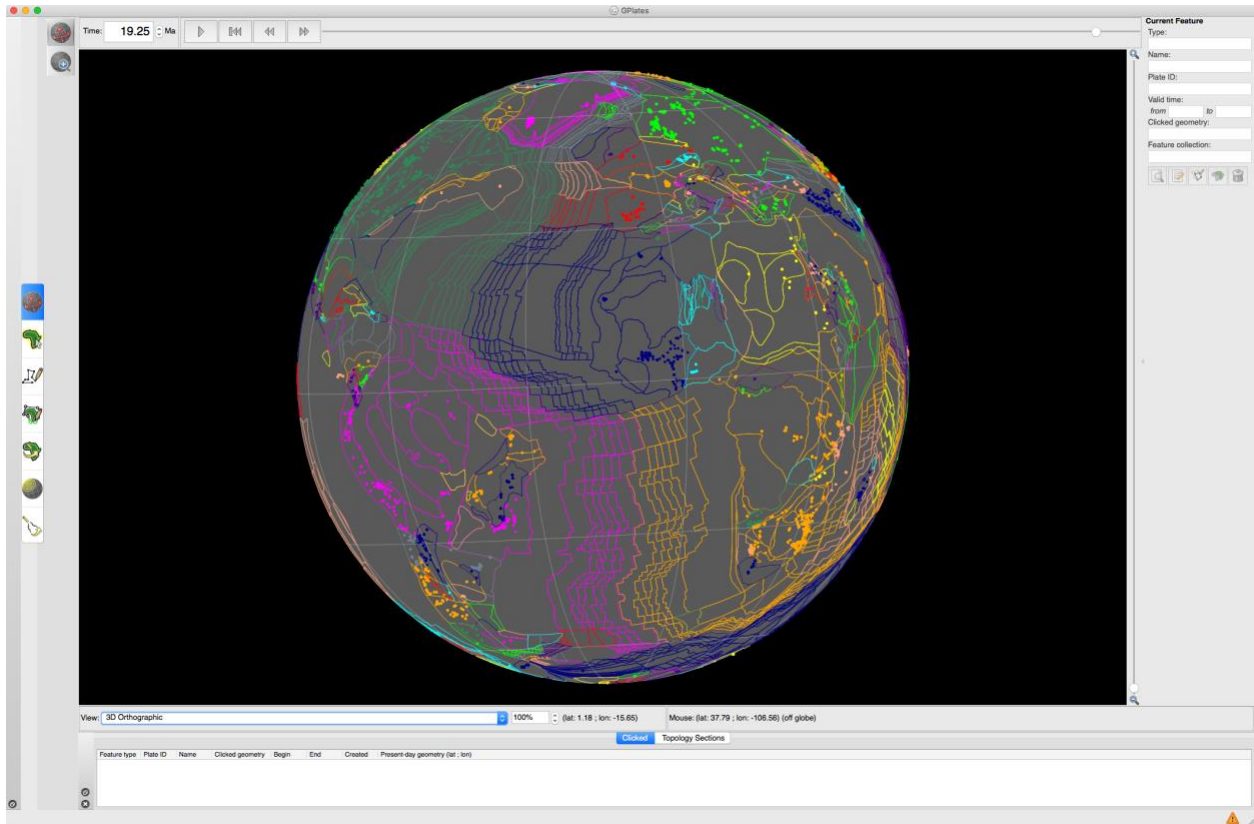 GPlates
Time: 19.25 Ma
Current Feature
Type:
Name:
Plate ID:
Valid time:
from to
Clicked geometry:
Feature collection:
View: 3D Orthographic 100% (lat: 1.18 ; lon: -15.65) Mouse: (lat: 37.79 ; lon: -106.56) (off globe)
Clicked Topology Sections
Feature type Plate ID Name Clicked geometry Begin End Created Present-day geometry (lat ; lon)